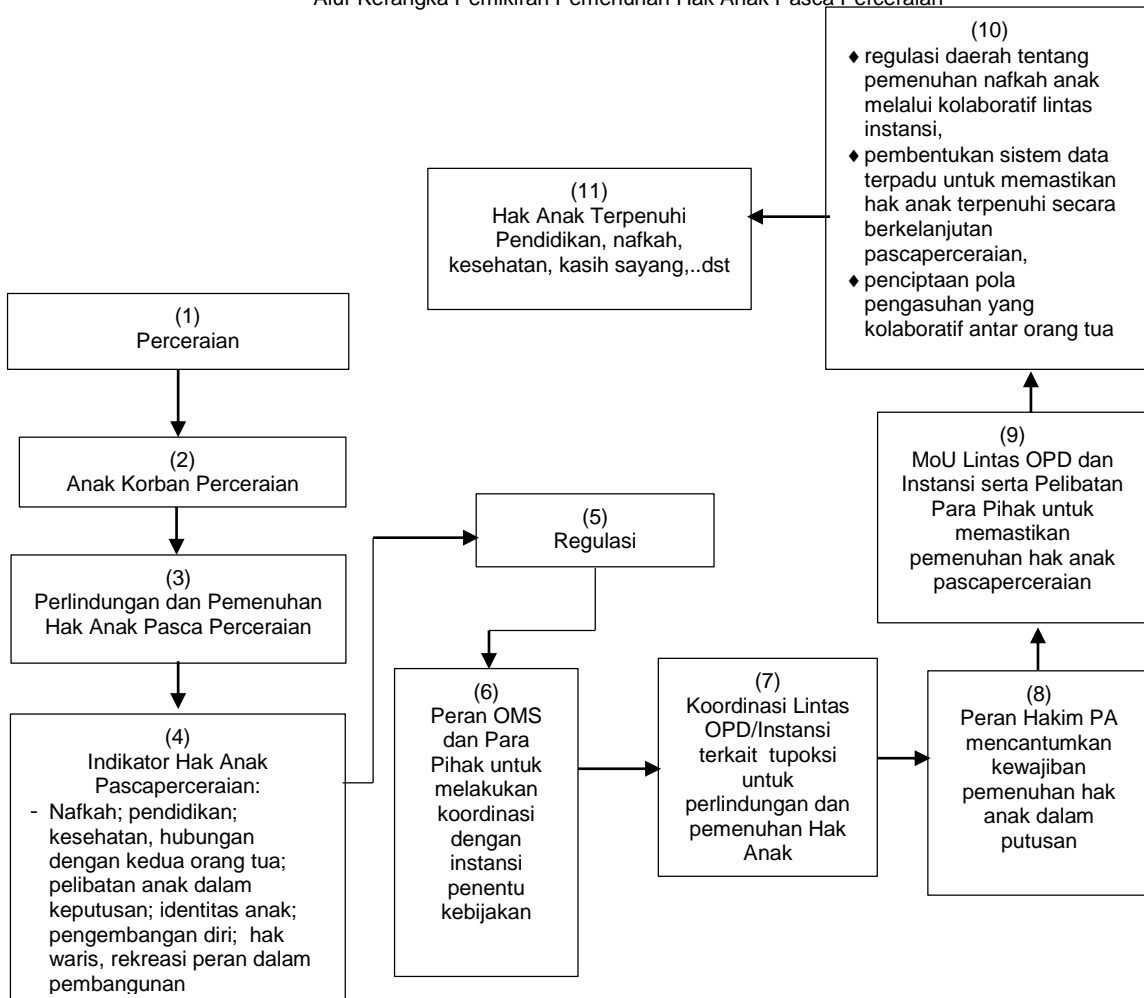 Alur Kerangka Pemikiran Pemenuhan Hak Anak Pasca Perceraian
(1)
Perceraian
(2)
Anak Korban Perceraian
(3)
Perlindungan dan Pemenuhan
Hak Anak Pasca Perceraian
(4)
Indikator Hak Anak
Pascaperceraian:
- Nafkah; pendidikan;
kesehatan, hubungan
dengan kedua orang tua;
pelibatan anak dalam
keputusan; identitas anak;
pengembangan diri; hak
waris, rekreasi peran dalam
pembangunan
(5)
Regulasi
(6)
Peran OMS
dan Para
Pihak untuk
melakukan
koordinasi
dengan
instansi
penentu
kebijakan
(7)
Koordinasi Lintas
OPD/Instansi
terkait tupoksi
untuk
perlindungan dan
pemenuhan Hak
Anak
(8)
Peran Hakim PA
mencantumkan
kewajiban
pemenuhan hak
anak dalam
putusan
(9)
MoU Lintas OPD dan
Instansi serta Pelibatan
Para Pihak untuk
memastikan
pemenuhan hak anak
pascaperceraian
(10)
♦ regulasi daerah tentang
pemenuhan nafkah anak
melalui kolaboratif lintas
instansi,
♦ pembentukan sistem data
terpadu untuk memastikan
hak anak terpenuhi secara
berkelanjutan
pascaperceraian,
♦ penciptaan pola
pengasuhan yang
kolaboratif antar orang tua
(11)
Hak Anak Terpenuhi
Pendidikan, nafkah,
kesehatan, kasih sayang,..dst